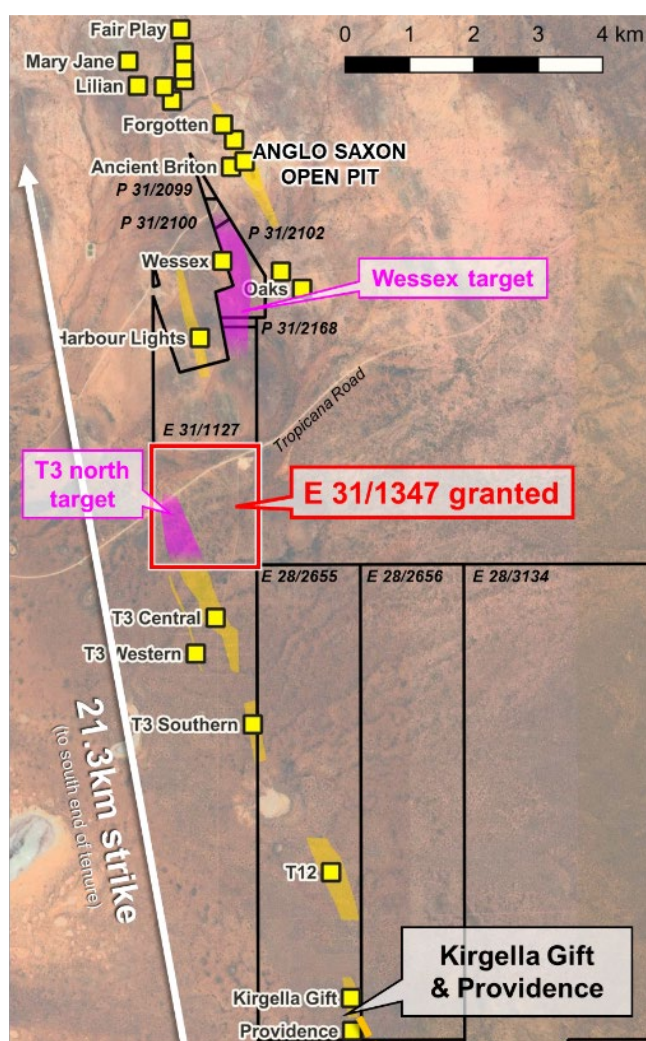 Fair Play
0 1 2 3 4 km
Mary Jane
Lilian
Forgotten
ANGLO SAXON
OPEN PIT
Ancient Briton
P 31/2099
P 31/2100
P 31/2102
Wessex
Wessex target
Oaks
P 31/2168
Harbour Lights
Tropicana Road
E 31/1127
T3 north
target
E 31/1347 granted
E 28/2655
E 28/2656
E 28/3134
T3 Central
T3 Western
T3 Southern
21.3km strike
(to south end of tenure)
T12
Kirgella Gift
& Providence
Kirgella Gift
Providence